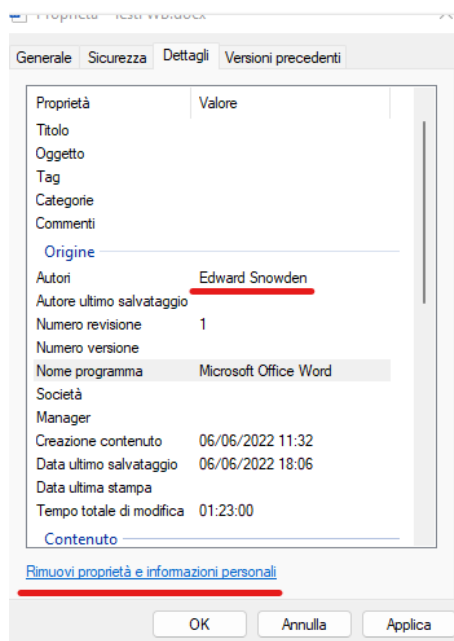 Proprietà - Testi WB.docx
Generale Sicurezza Dettagli Versioni precedenti
Proprietà Valore
Titolo
Oggetto
Tag
Categorie
Commenti
Origine
Autori Edward Snowden
Autore ultimo salvataggio
Numero revisione 1
Numero versione
Nome programma Microsoft Office Word
Società
Manager
Creazione contenuto 06/06/2022 11:32
Data ultimo salvataggio 06/06/2022 18:06
Data ultima stampa
Tempo totale di modifica 01:23:00
Contenuto
Rimuovi proprietà e informazioni personali
OK Annulla Applica